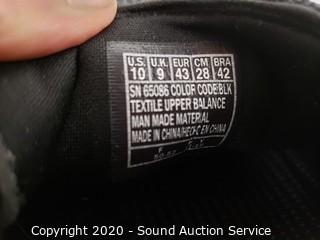 U.S. U.K. EUR CM BRA
10 9 43 28 42
SN 65086 COLOR CODE/BLK
TEXTILE UPPER BALANCE
MAN MADE MATERIAL
MADE IN CHINA/HECHO EN CHINA
Copyright 2020 - Sound Auction Service